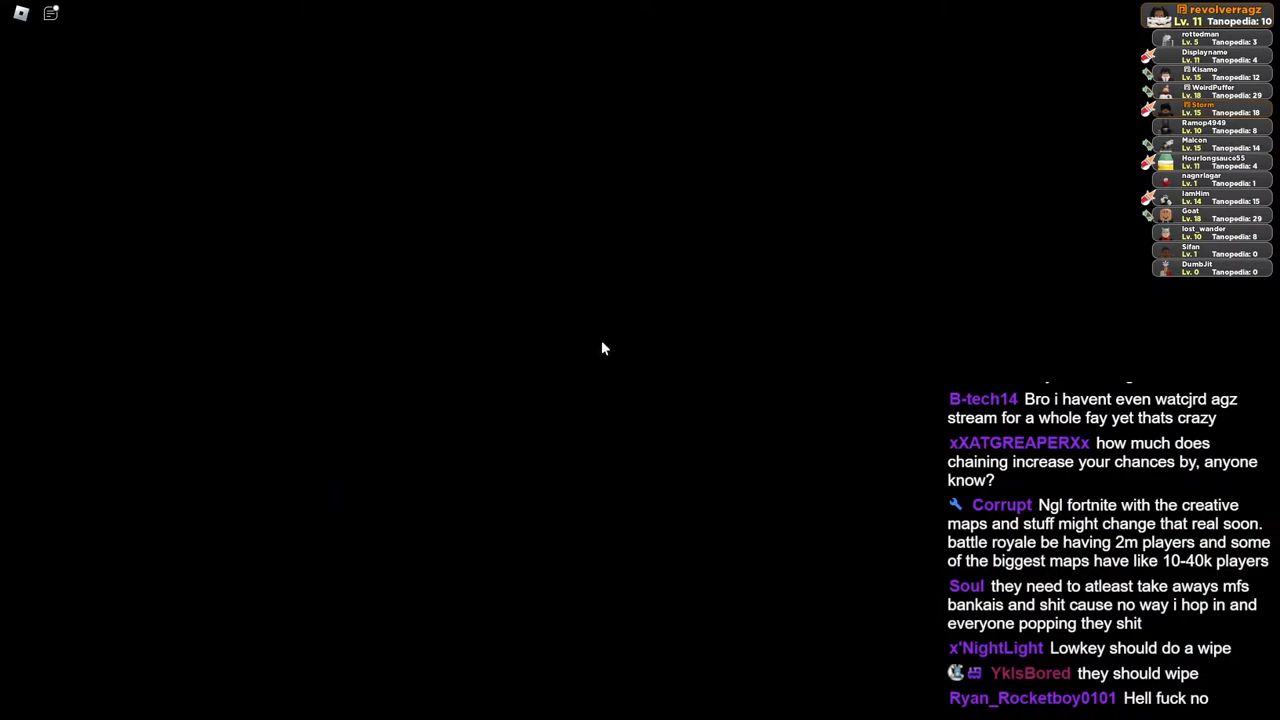 revolverragz
Lv. 11 Tanopedia: 10
rottedman
Lv. 5 Tanopedia: 3
Displayname
Lv. 11 Tanopedia: 4
Kisame
Lv. 15 Tanopedia: 12
WeirdPuffer
Lv. 18 Tanopedia: 29
Storm
Lv. 15 Tanopedia: 18
Ramop4949
Lv. 10 Tanopedia: 8
Maicon
Lv. 15 Tanopedia: 14
Hourlongsauce55
Lv. 11 Tanopedia: 4
nagnrlagar
Lv. 1 Tanopedia: 1
IamHim
Lv. 14 Tanopedia: 15
Goat
Lv. 18 Tanopedia: 29
lost_wander
Lv. 10 Tanopedia: 8
Sifan
Lv. 1 Tanopedia: 0
DumbJit
Lv. 0 Tanopedia: 0
B-tech14 Bro i havent even watcjrd agz
stream for a whole fay yet thats crazy
xXATGREAPERXx how much does
chaining increase your chances by, anyone
know?
Corrupt Ngl fortnite with the creative
maps and stuff might change that real soon.
battle royale be having 2m players and some
of the biggest maps have like 10-40k players
Soul they need to atleast take aways mfs
bankais and shit cause no way i hop in and
everyone popping they shit
x'NightLight Lowkey should do a wipe
YkIsBored they should wipe
Ryan_Rocketboy0101 Hell fuck no